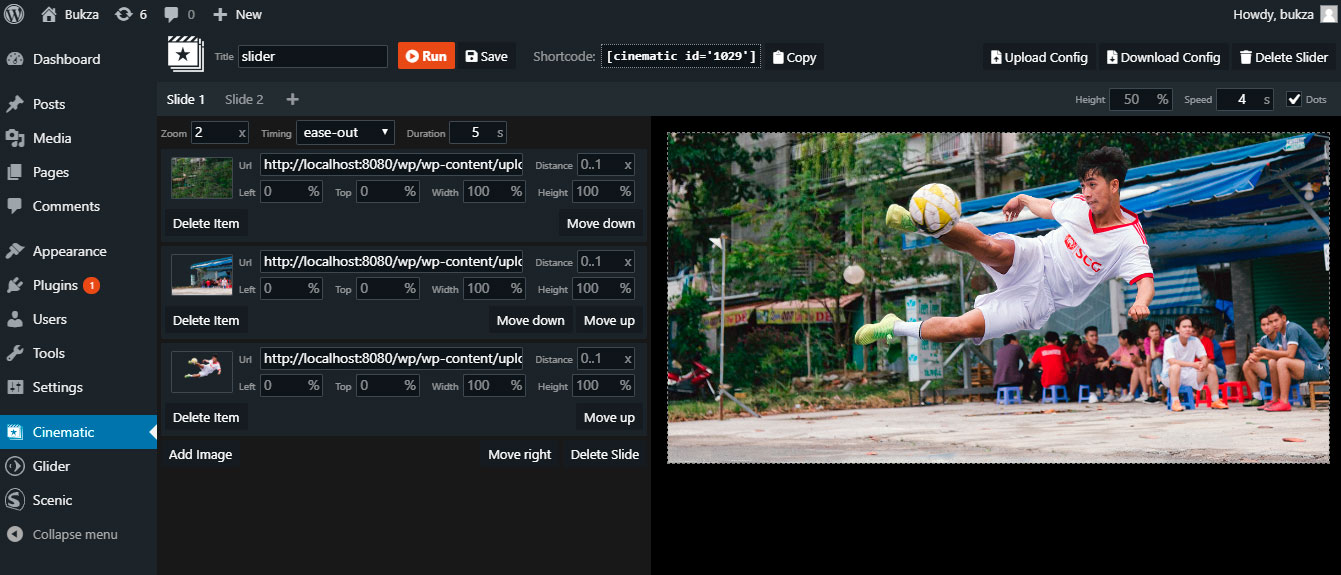 Bukza 6 0 New Howdy, bukza
Dashboard
Posts
Media
Pages
Comments
Appearance
Plugins 1
Users
Tools
Settings
Cinematic
Glider
Scenic
Collapse menu
Title slider Run Save Shortcode: [cinematic id='1029'] Copy Upload Config Download Config Delete Slider
Slide 1 Slide 2 + Height 50 % Speed 4 s Dots
Zoom 2 x Timing ease-out Duration 5 s
Url http://localhost:8080/wp/wp-content/uplo Distance 0..1 x
Left 0 % Top 0 % Width 100 % Height 100 %
Delete Item Move down
Url http://localhost:8080/wp/wp-content/uplo Distance 0..1 x
Left 0 % Top 0 % Width 100 % Height 100 %
Delete Item Move down Move up
Url http://localhost:8080/wp/wp-content/uplo Distance 0..1 x
Left 0 % Top 0 % Width 100 % Height 100 %
Delete Item Move up
Add Image Move right Delete Slide
SCG